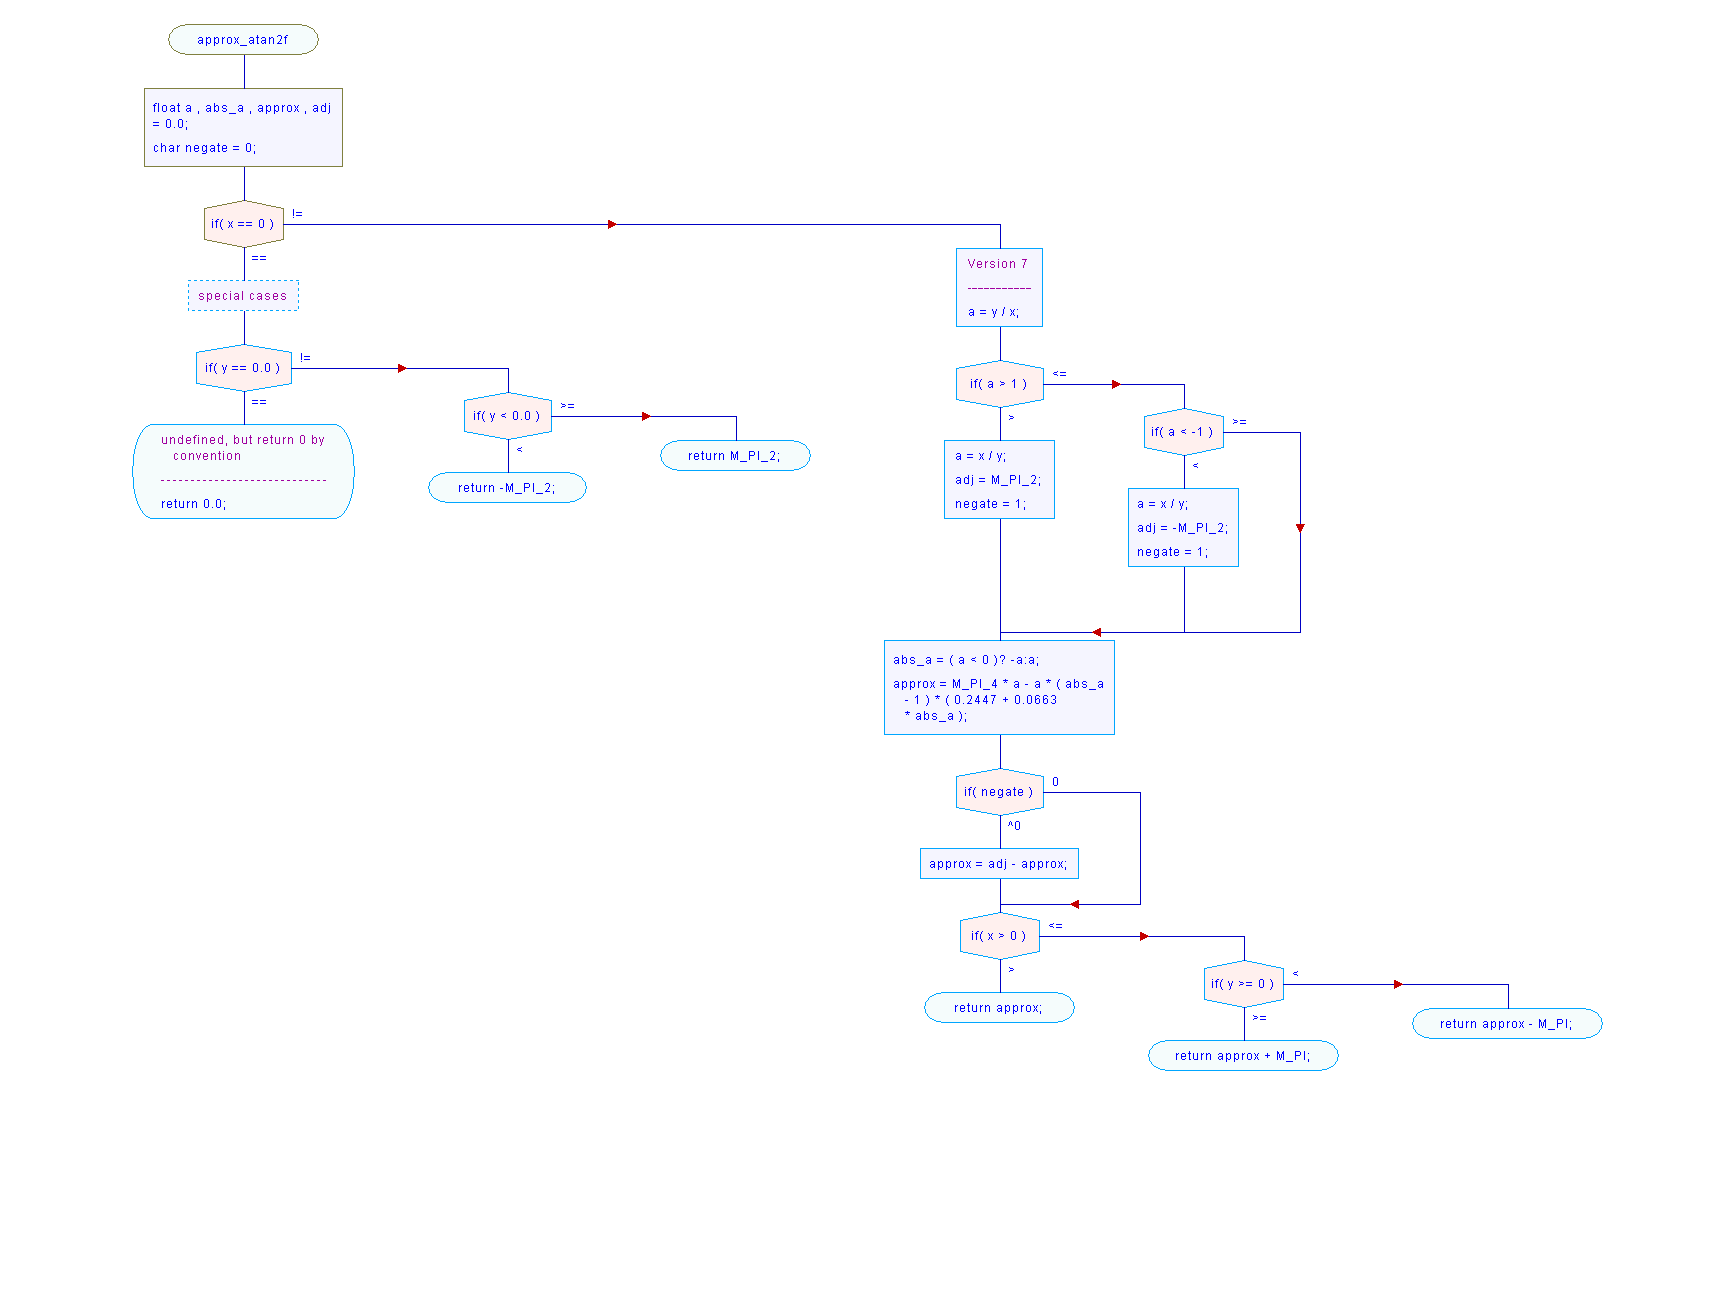 approx_atan2f
float a , abs_a , approx , adj
= 0.0;
char negate = 0;
if( x == 0 )
!=
==
special cases
if( y == 0.0 )
!=
==
undefined, but return 0 by
convention
----------------------------
return 0.0;
if( y < 0.0 )
>=
<
return -M_PI_2;
return M_PI_2;
Version 7
-----------
a = y / x;
if( a > 1 )
<=
>
a = x / y;
adj = M_PI_2;
negate = 1;
if( a < -1 )
>=
<
a = x / y;
adj = -M_PI_2;
negate = 1;
abs_a = ( a < 0 )? -a:a;
approx = M_PI_4 * a - a * ( abs_a
- 1 ) * ( 0.2447 + 0.0663
* abs_a );
if( negate )
0
^0
approx = adj - approx;
if( x > 0 )
<=
>
return approx;
if( y >= 0 )
<
>=
return approx + M_PI;
return approx - M_PI;